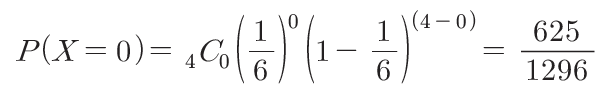 P(X=0)= ₄C₀(1/6)⁰(1− 1/6)⁽⁴⁻⁰⁾ = 625/1296